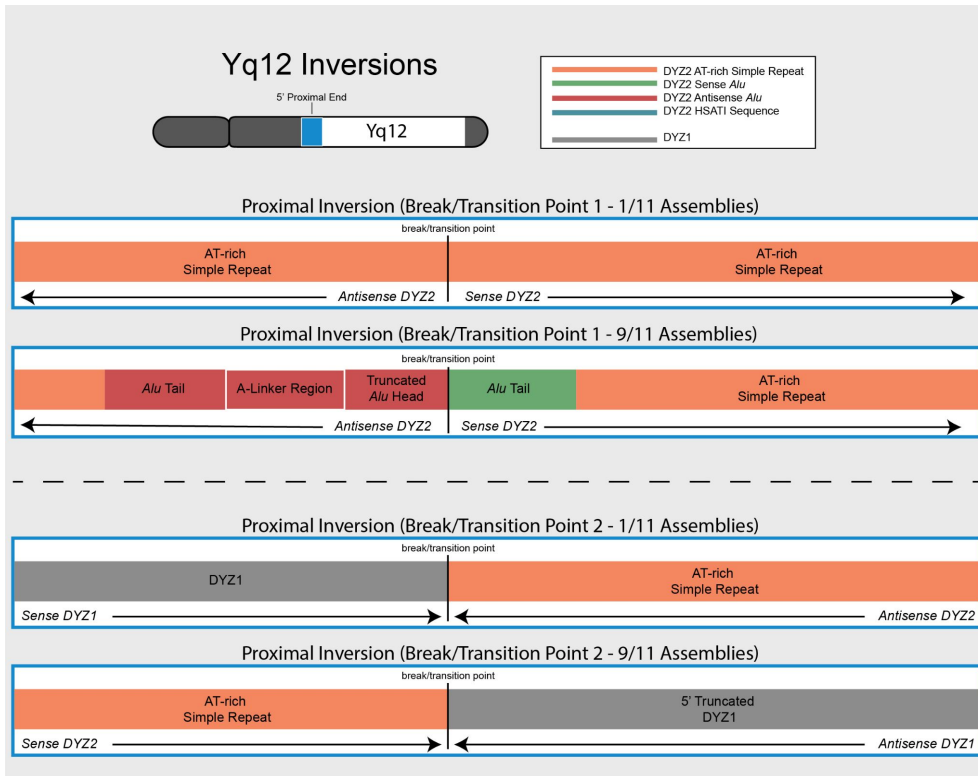 Yq12 Inversions
5' Proximal End
Yq12
DYZ2 AT-rich Simple Repeat
DYZ2 Sense Alu
DYZ2 Antisense Alu
DYZ2 HSATI Sequence
DYZ1
Proximal Inversion (Break/Transition Point 1 - 1/11 Assemblies)
break/transition point
AT-rich
Simple Repeat
AT-rich
Simple Repeat
Antisense DYZ2
Sense DYZ2
Proximal Inversion (Break/Transition Point 1 - 9/11 Assemblies)
break/transition point
Alu Tail
A-Linker Region
Truncated
Alu Head
Alu Tail
AT-rich
Simple Repeat
Antisense DYZ2
Sense DYZ2
Proximal Inversion (Break/Transition Point 2 - 1/11 Assemblies)
break/transition point
DYZ1
AT-rich
Simple Repeat
Sense DYZ1
Antisense DYZ2
Proximal Inversion (Break/Transition Point 2 - 9/11 Assemblies)
break/transition point
AT-rich
Simple Repeat
5' Truncated
DYZ1
Sense DYZ2
Antisense DYZ1